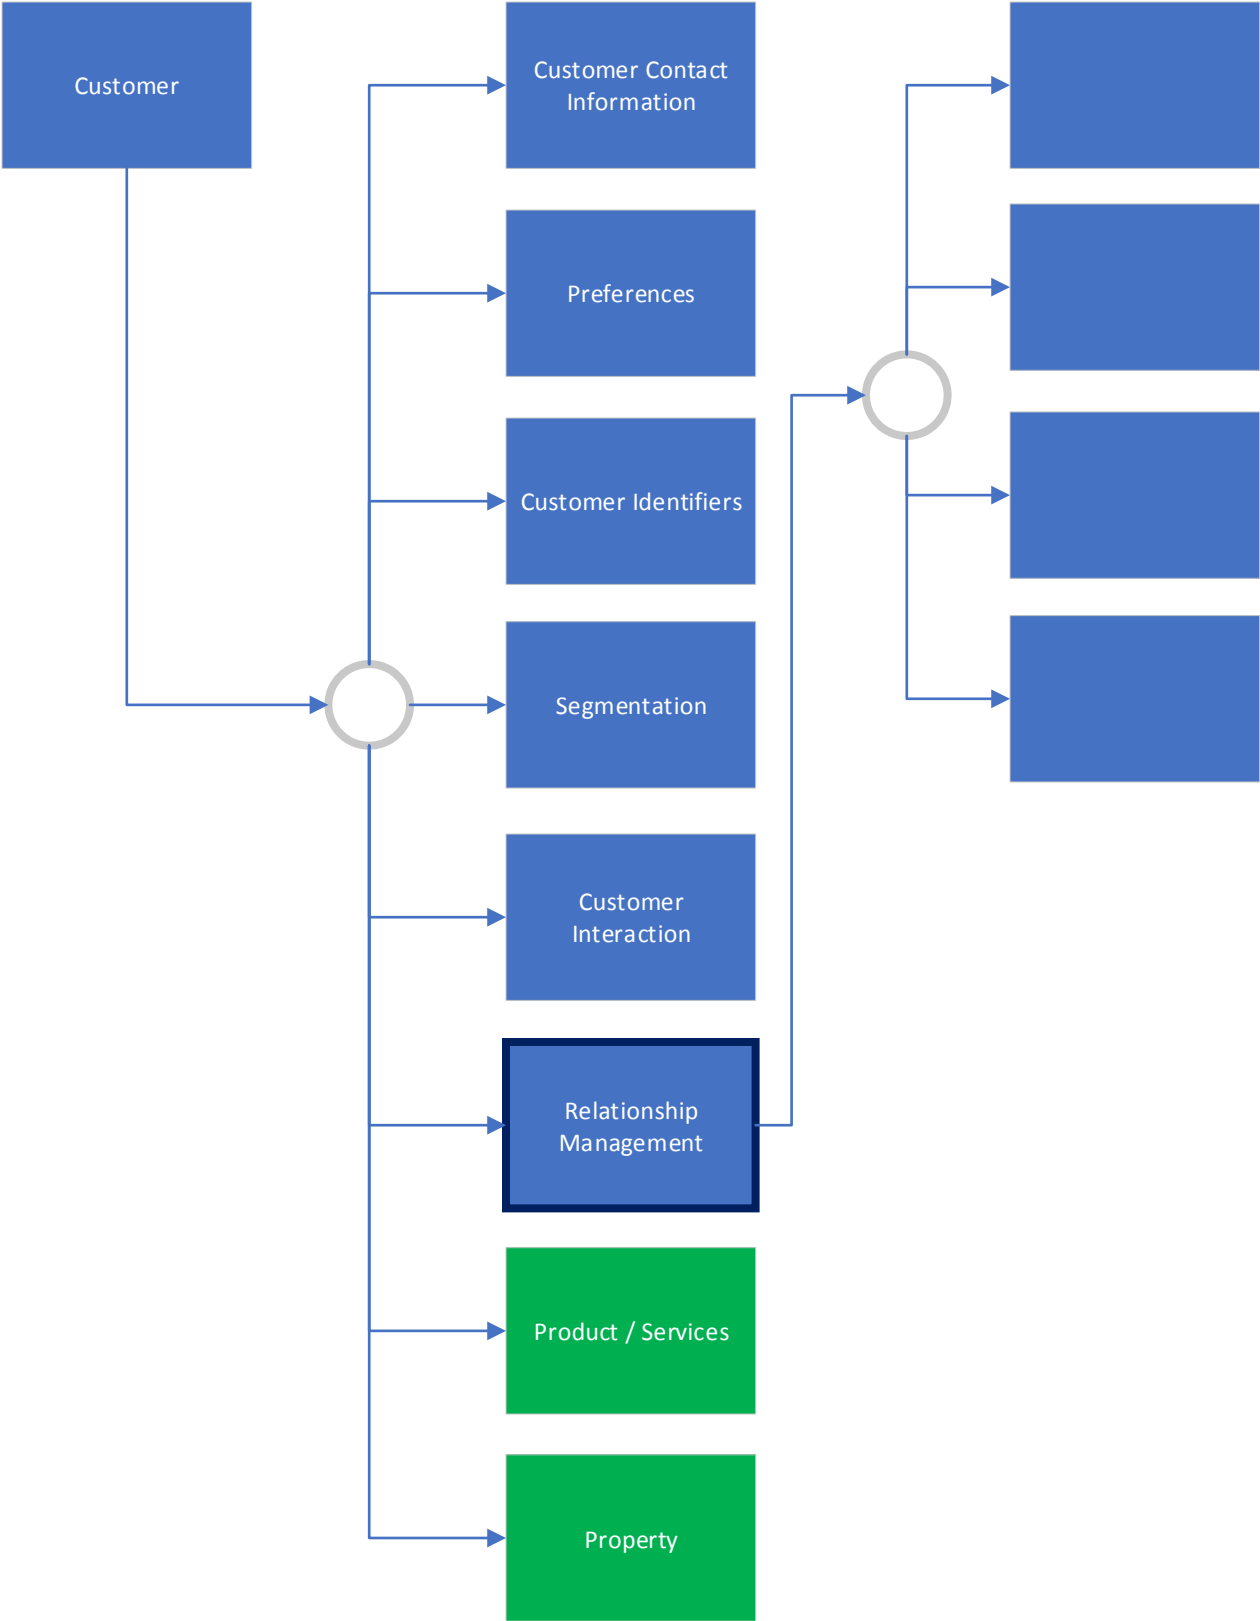 Customer
Customer Contact
Information
Preferences
Customer Identifiers
Segmentation
Customer
Interaction
Relationship
Management
Product / Services
Property